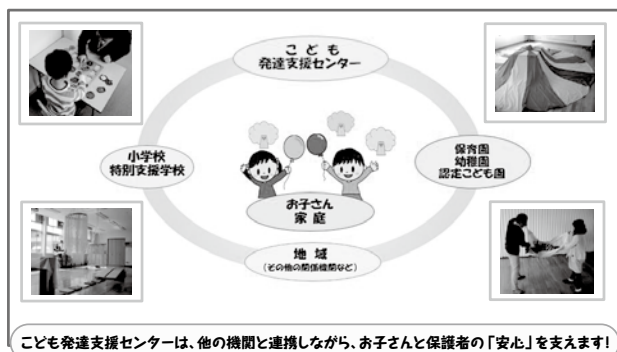 こども
発達支援センター
小学校
特別支援学校
保育園
幼稚園
認定こども園
お子さん
家庭
地域
(その他の関係機関など)
こども発達支援センターは、他の機関と連携しながら、お子さんと保護者の「安心」を支えます!